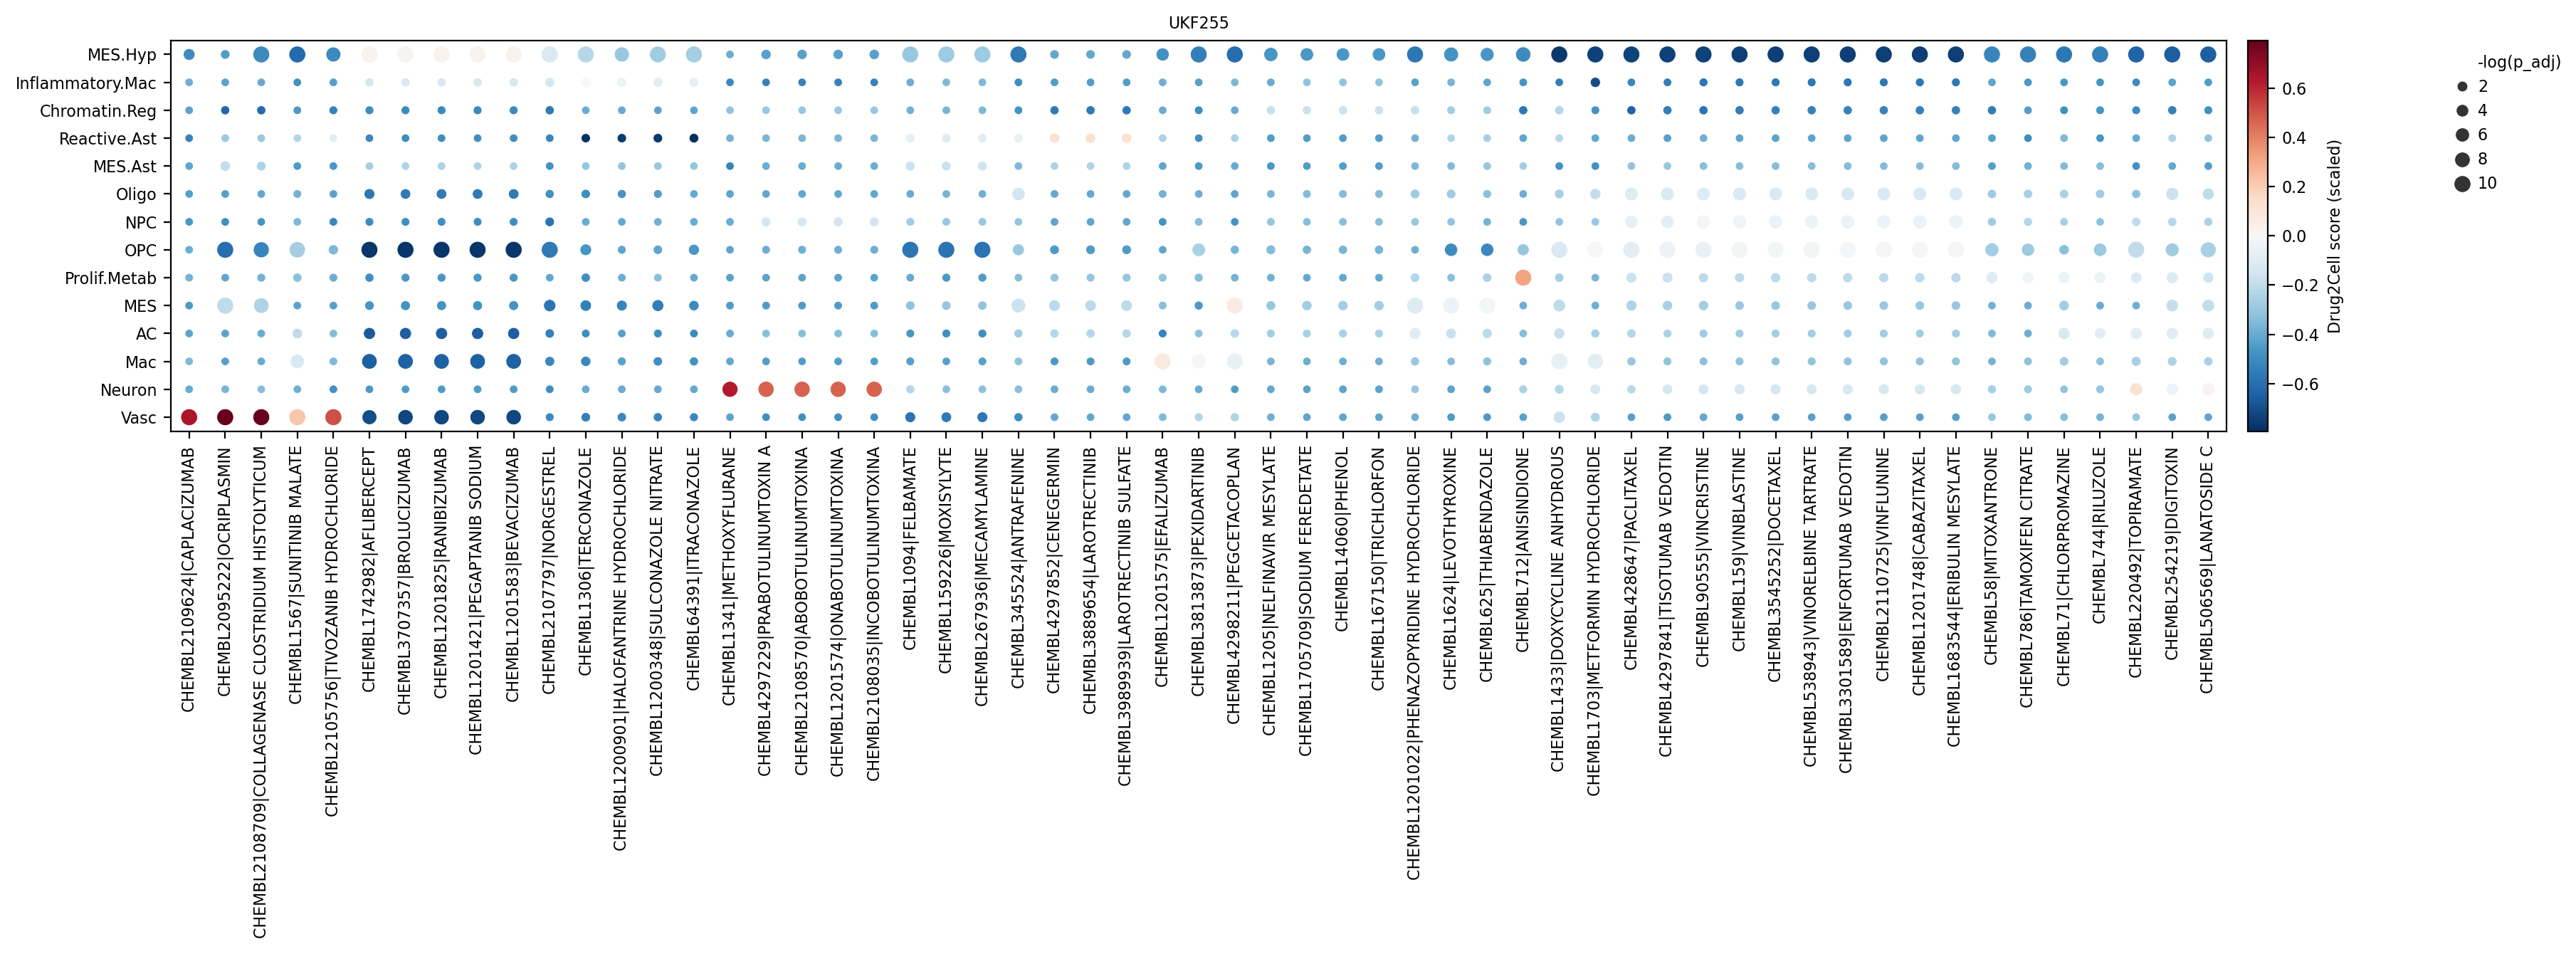 UKF255
MES.Hyp
Inflammatory.Mac
Chromatin.Reg
Reactive.Ast
MES.Ast
Oligo
NPC
OPC
Prolif.Metab
MES
AC
Mac
Neuron
Vasc
CHEMBL2109624|CAPLACIZUMAB
CHEMBL2095222|OCRIPLASMIN
CHEMBL2108709|COLLAGENASE CLOSTRIDIUM HISTOLYTICUM
CHEMBL1567|SUNITINIB MALATE
CHEMBL2105756|TIVOZANIB HYDROCHLORIDE
CHEMBL1742982|AFLIBERCEPT
CHEMBL3707357|BROLUCIZUMAB
CHEMBL1201825|RANIBIZUMAB
CHEMBL1201421|PEGAPTANIB SODIUM
CHEMBL1201583|BEVACIZUMAB
CHEMBL2107797|NORGESTREL
CHEMBL1306|TERCONAZOLE
CHEMBL1200901|HALOFANTRINE HYDROCHLORIDE
CHEMBL1200348|SULCONAZOLE NITRATE
CHEMBL64391|ITRACONAZOLE
CHEMBL1341|METHOXYFLURANE
CHEMBL4297229|PRABOTULINUMTOXIN A
CHEMBL2108570|ABOBOTULINUMTOXINA
CHEMBL1201574|ONABOTULINUMTOXINA
CHEMBL2108035|INCOBOTULINUMTOXINA
CHEMBL1094|FELBAMATE
CHEMBL159226|MOXISYLYTE
CHEMBL267936|MECAMYLAMINE
CHEMBL345524|ANTRAFENINE
CHEMBL4297852|CENEGERMIN
CHEMBL3889654|LAROTRECTINIB
CHEMBL3989939|LAROTRECTINIB SULFATE
CHEMBL1201575|EFALIZUMAB
CHEMBL3813873|PEXIDARTINIB
CHEMBL4298211|PEGCETACOPLAN
CHEMBL1205|NELFINAVIR MESYLATE
CHEMBL1705709|SODIUM FEREDETATE
CHEMBL14060|PHENOL
CHEMBL167150|TRICHLORFON
CHEMBL1201022|PHENAZOPYRIDINE HYDROCHLORIDE
CHEMBL1624|LEVOTHYROXINE
CHEMBL625|THIABENDAZOLE
CHEMBL712|ANISINDIONE
CHEMBL1433|DOXYCYCLINE ANHYDROUS
CHEMBL1703|METFORMIN HYDROCHLORIDE
CHEMBL428647|PACLITAXEL
CHEMBL4297841|TISOTUMAB VEDOTIN
CHEMBL90555|VINCRISTINE
CHEMBL159|VINBLASTINE
CHEMBL3545252|DOCETAXEL
CHEMBL538943|VINORELBINE TARTRATE
CHEMBL3301589|ENFORTUMAB VEDOTIN
CHEMBL2110725|VINFLUNINE
CHEMBL1201748|CABAZITAXEL
CHEMBL1683544|ERIBULIN MESYLATE
CHEMBL58|MITOXANTRONE
CHEMBL786|TAMOXIFEN CITRATE
CHEMBL71|CHLORPROMAZINE
CHEMBL744|RILUZOLE
CHEMBL220492|TOPIRAMATE
CHEMBL254219|DIGITOXIN
CHEMBL506569|LANATOSIDE C
0.6
0.4
0.2
0.0
−0.2
−0.4
−0.6
Drug2Cell score (scaled)
-log(p_adj)
2
4
6
8
10